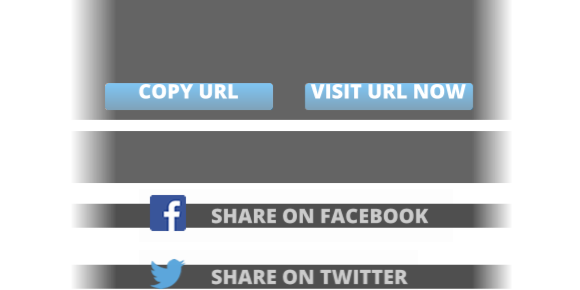 COPY URL
VISIT URL NOW
SHARE ON FACEBOOK
SHARE ON TWITTER